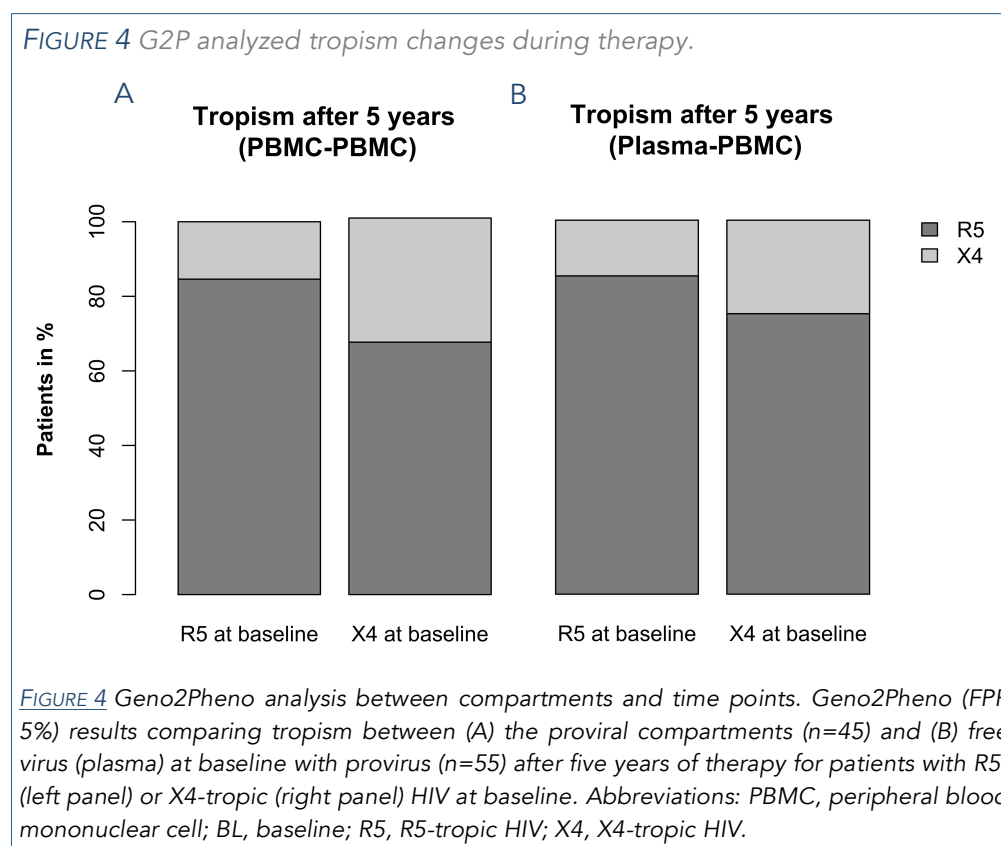 FIGURE 4 G2P analyzed tropism changes during therapy.
A
Tropism after 5 years
(PBMC-PBMC)
B
Tropism after 5 years
(Plasma-PBMC)
Patients in %
100
80
60
40
20
0
R5 at baseline
X4 at baseline
R5 at baseline
X4 at baseline
R5
X4
FIGURE 4 Geno2Pheno analysis between compartments and time points. Geno2Pheno (FPR
5%) results comparing tropism between (A) the proviral compartments (n=45) and (B) free
virus (plasma) at baseline with provirus (n=55) after five years of therapy for patients with R5-
(left panel) or X4-tropic (right panel) HIV at baseline. Abbreviations: PBMC, peripheral blood
mononuclear cell; BL, baseline; R5, R5-tropic HIV; X4, X4-tropic HIV.